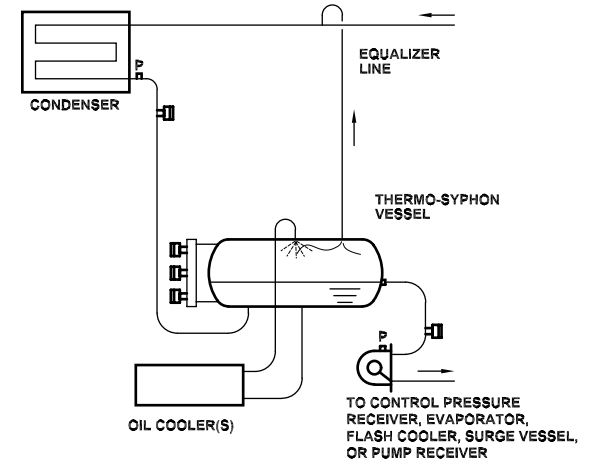 EQUALIZER
LINE
P
CONDENSER
THERMO-SYPHON
VESSEL
P
OIL COOLER(S)
TO CONTROL PRESSURE
RECEIVER, EVAPORATOR,
FLASH COOLER, SURGE VESSEL,
OR PUMP RECEIVER